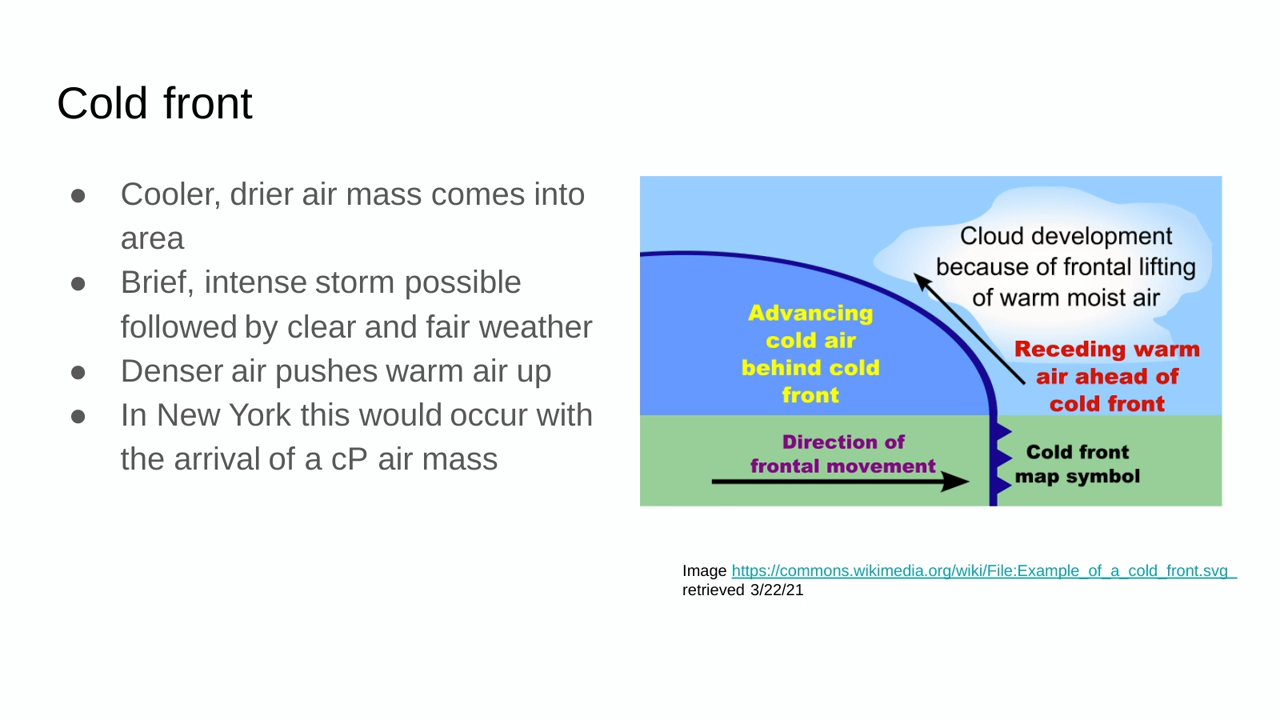 Cold front
● Cooler, drier air mass comes into
area
● Brief, intense storm possible
followed by clear and fair weather
● Denser air pushes warm air up
● In New York this would occur with
the arrival of a cP air mass
Cloud development
because of frontal lifting
of warm moist air
Advancing
cold air
behind cold
front
Receding warm
air ahead of
cold front
Direction of
frontal movement
Cold front
map symbol
Image https://commons.wikimedia.org/wiki/File:Example_of_a_cold_front.svg_
retrieved 3/22/21